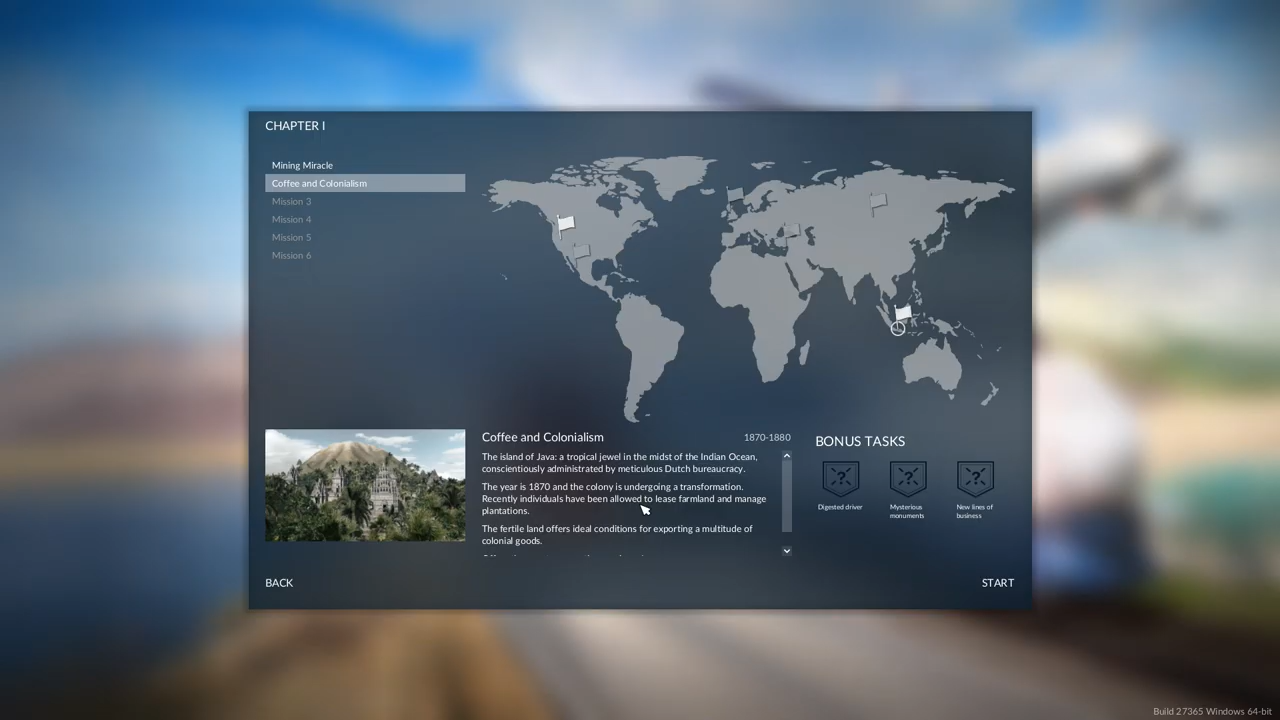 CHAPTER I
Mining Miracle
Coffee and Colonialism
Mission 3
Mission 4
Mission 5
Mission 6
Coffee and Colonialism
1870-1880
The island of Java: a tropical jewel in the midst of the Indian Ocean,
conscientiously administrated by meticulous Dutch bureaucracy.
The year is 1870 and the colony is undergoing a transformation.
Recently individuals have been allowed to lease farmland and manage
plantations.
The fertile land offers ideal conditions for exporting a multitude of
colonial goods.
BONUS TASKS
?
?
?
Digested driver
Mysterious
monuments
New lines of
business
BACK
START
Build 27365 Windows 64-bit